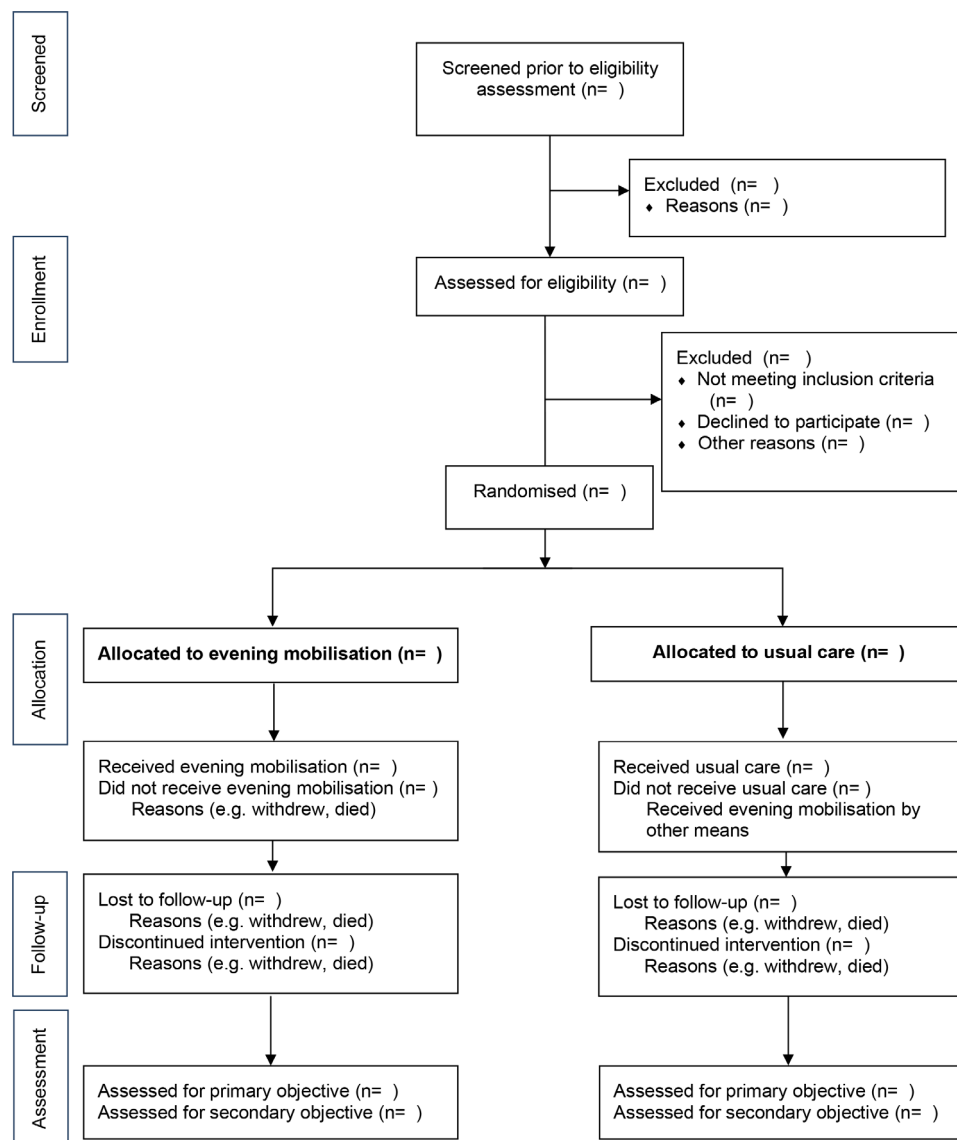 Screened
Screened prior to eligibility
assessment (n=  )
Excluded  (n=   )
♦ Reasons (n=  )
Enrollment
Assessed for eligibility (n=  )
Excluded  (n=   )
♦ Not meeting inclusion criteria
(n=  )
♦ Declined to participate (n=  )
♦ Other reasons (n=  )
Randomised (n=  )
Allocation
Allocated to evening mobilisation (n=  )
Allocated to usual care (n=  )
Received evening mobilisation (n=  )
Did not receive evening mobilisation (n=  )
Reasons (e.g. withdrew, died)
Received usual care (n=  )
Did not receive usual care (n=  )
Received evening mobilisation by
other means
Follow-up
Lost to follow-up (n=  )
Reasons (e.g. withdrew, died)
Discontinued intervention (n=  )
Reasons (e.g. withdrew, died)
Lost to follow-up (n=  )
Reasons (e.g. withdrew, died)
Discontinued intervention (n=  )
Reasons (e.g. withdrew, died)
Assessment
Assessed for primary objective (n=  )
Assessed for secondary objective (n=  )
Assessed for primary objective (n=  )
Assessed for secondary objective (n=  )